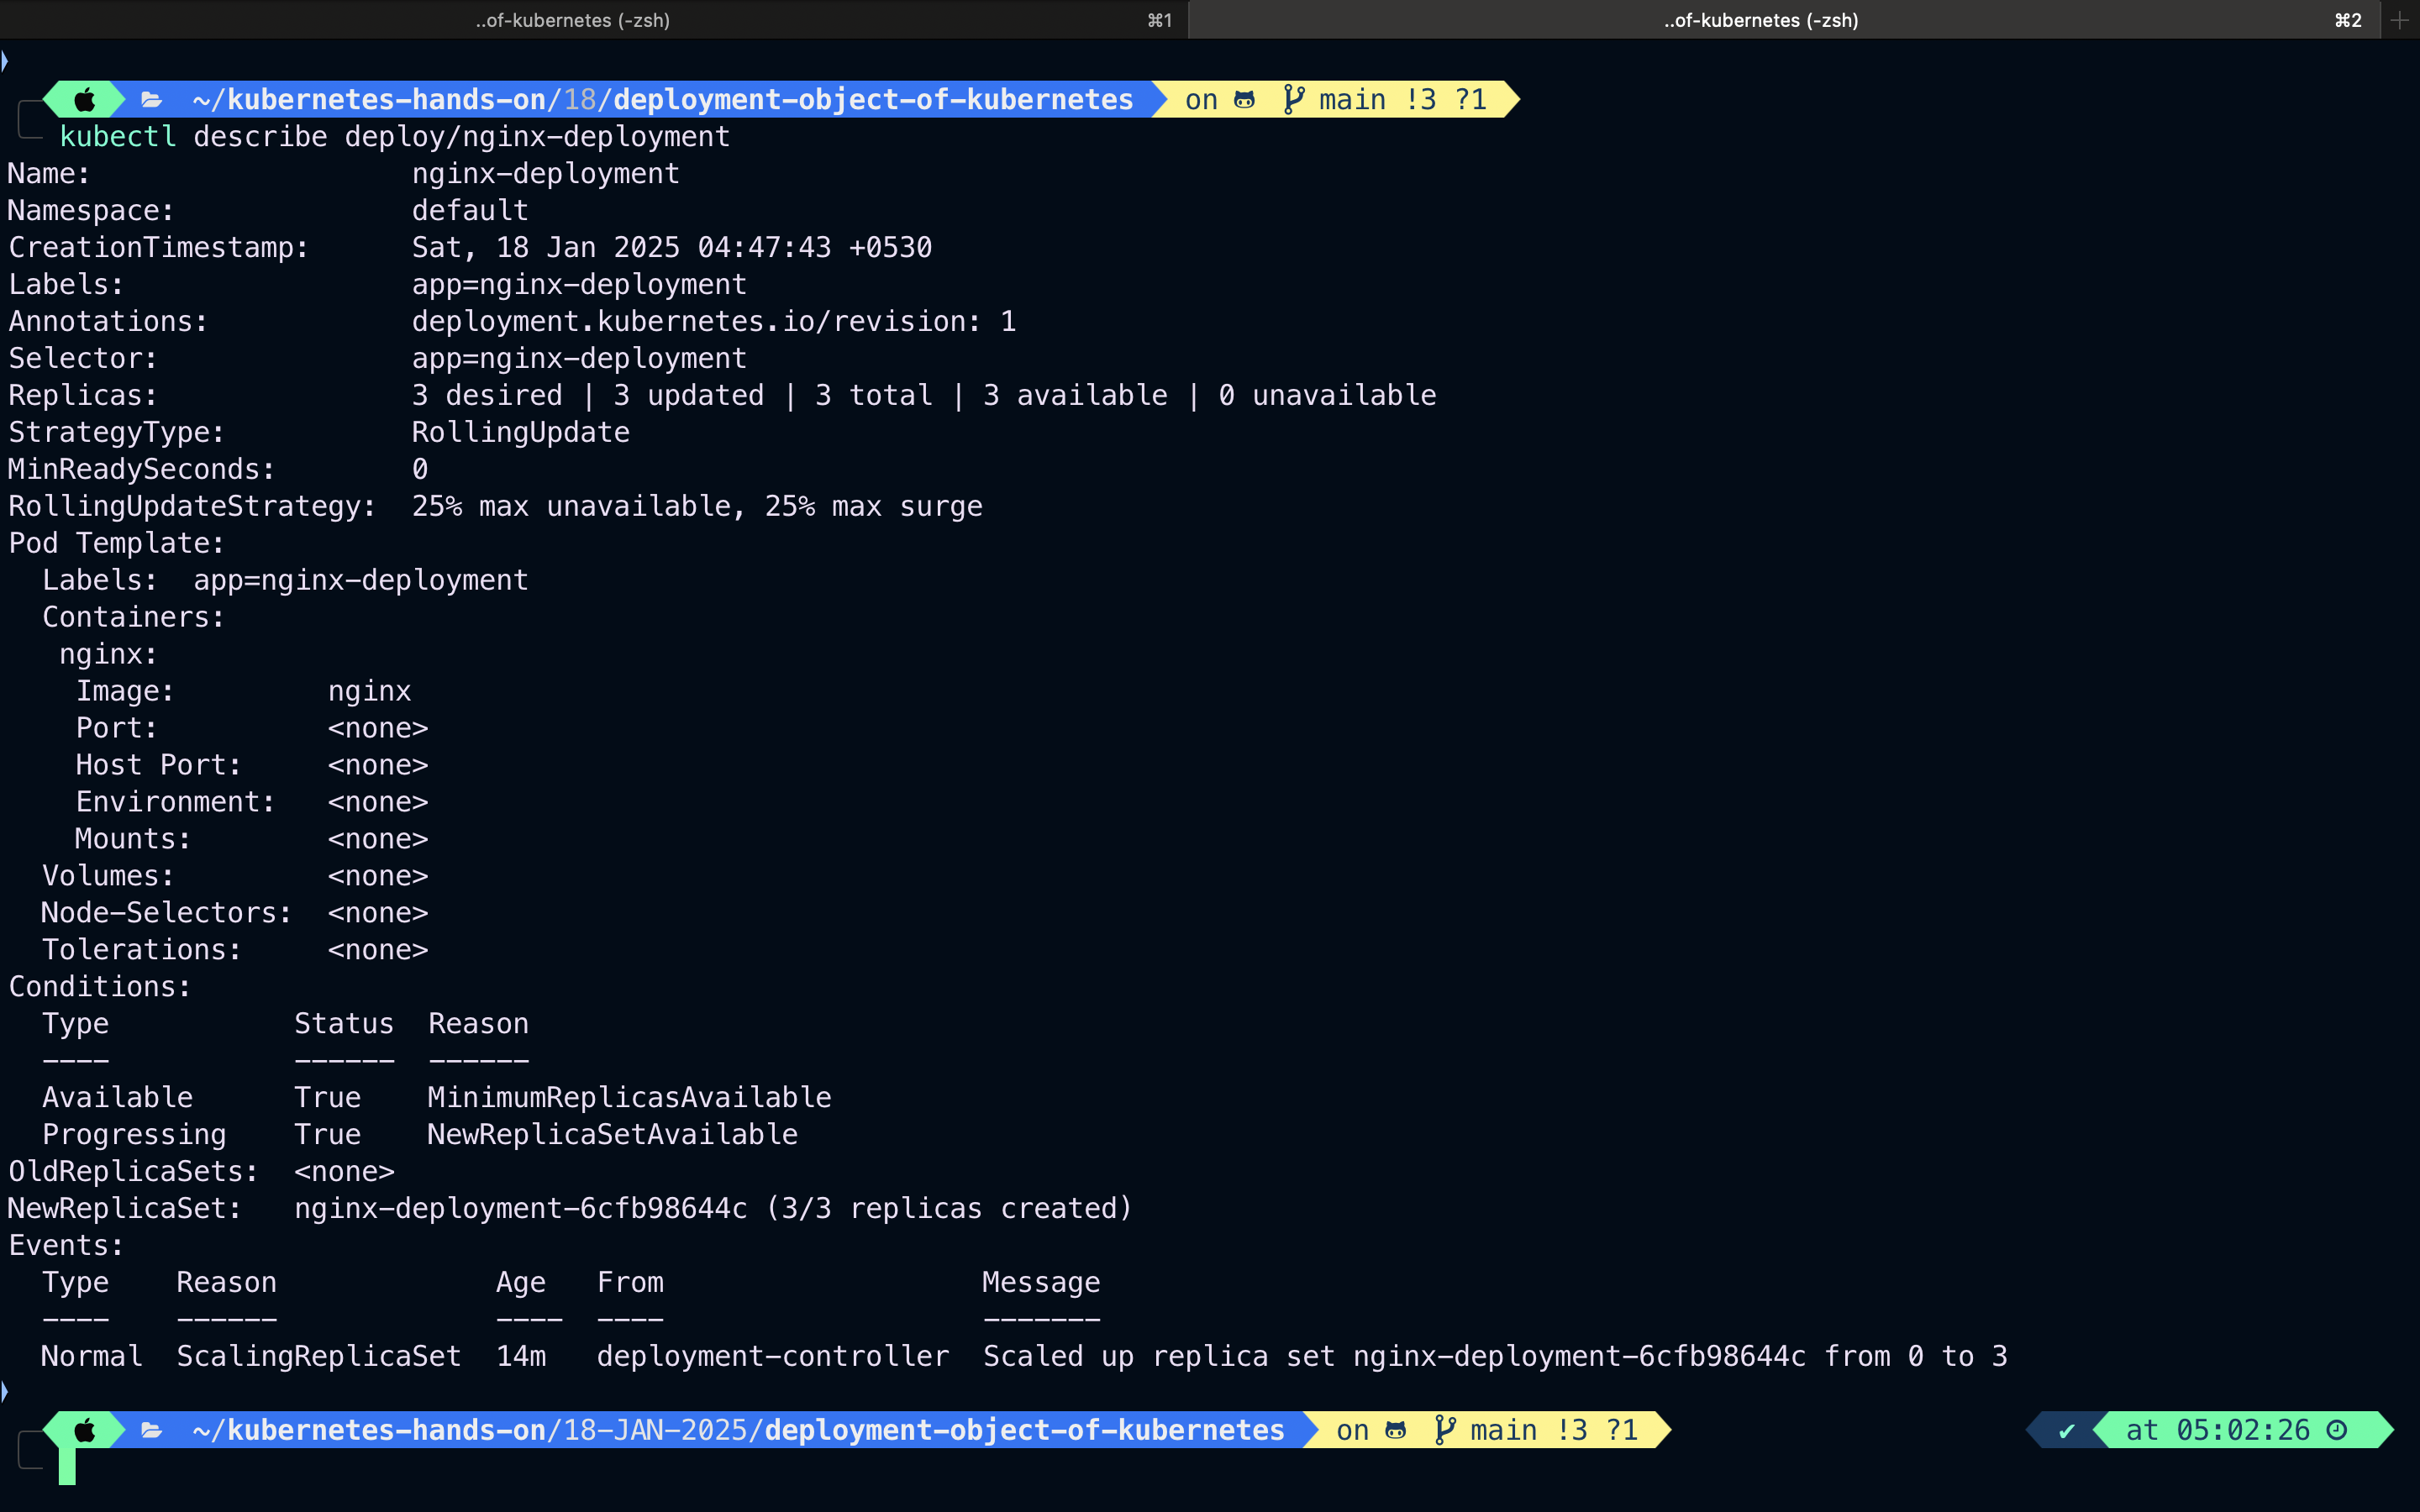 ..of-kubernetes (-zsh) ⌘1 ..of-kubernetes (-zsh) ⌘2 +
~/kubernetes-hands-on/18/deployment-object-of-kubernetes on main !3 ?1
kubectl describe deploy/nginx-deployment
Name: nginx-deployment
Namespace: default
CreationTimestamp: Sat, 18 Jan 2025 04:47:43 +0530
Labels: app=nginx-deployment
Annotations: deployment.kubernetes.io/revision: 1
Selector: app=nginx-deployment
Replicas: 3 desired | 3 updated | 3 total | 3 available | 0 unavailable
StrategyType: RollingUpdate
MinReadySeconds: 0
RollingUpdateStrategy: 25% max unavailable, 25% max surge
Pod Template:
  Labels: app=nginx-deployment
  Containers:
   nginx:
    Image: nginx
    Port: <none>
    Host Port: <none>
    Environment: <none>
    Mounts: <none>
  Volumes: <none>
  Node-Selectors: <none>
  Tolerations: <none>
Conditions:
  Type Status Reason
  ---- ------ ------
  Available True MinimumReplicasAvailable
  Progressing True NewReplicaSetAvailable
OldReplicaSets: <none>
NewReplicaSet: nginx-deployment-6cfb98644c (3/3 replicas created)
Events:
  Type Reason Age From Message
  ---- ------ ---- ---- -------
  Normal ScalingReplicaSet 14m deployment-controller Scaled up replica set nginx-deployment-6cfb98644c from 0 to 3
~/kubernetes-hands-on/18-JAN-2025/deployment-object-of-kubernetes on main !3 ?1 ✔ at 05:02:26